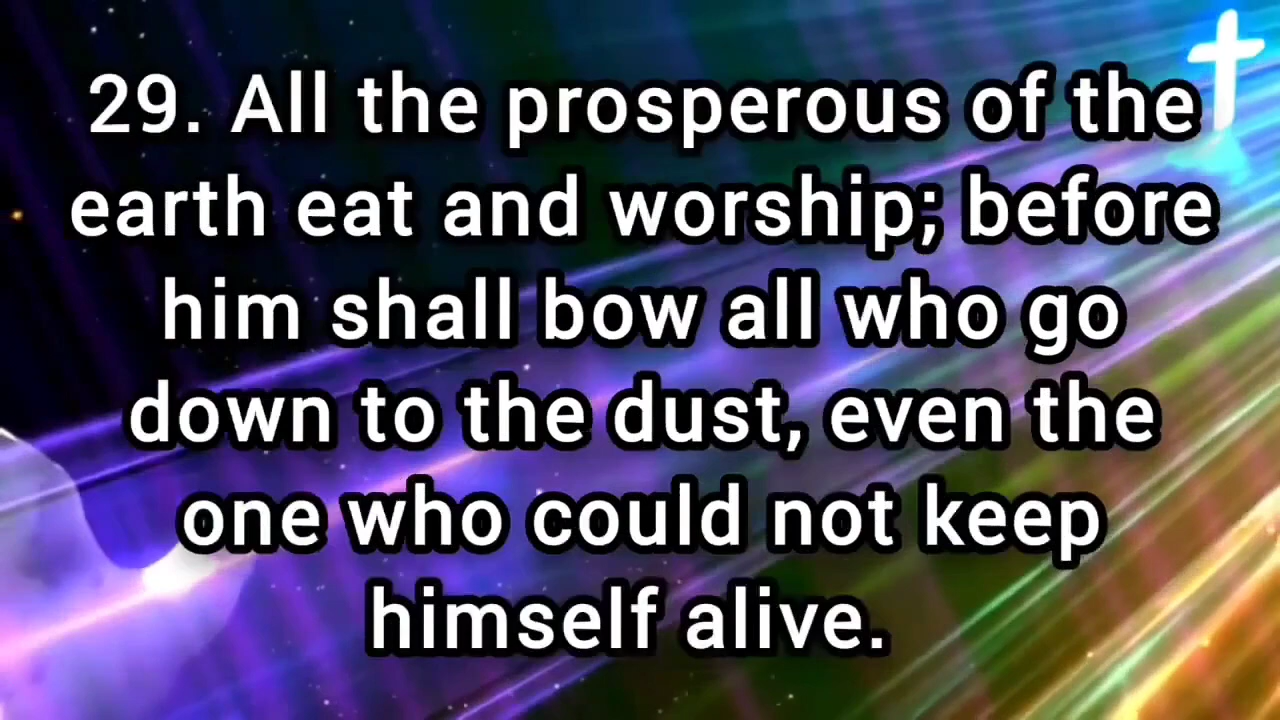 29. All the prosperous of the
earth eat and worship; before
him shall bow all who go
down to the dust, even the
one who could not keep
himself alive.